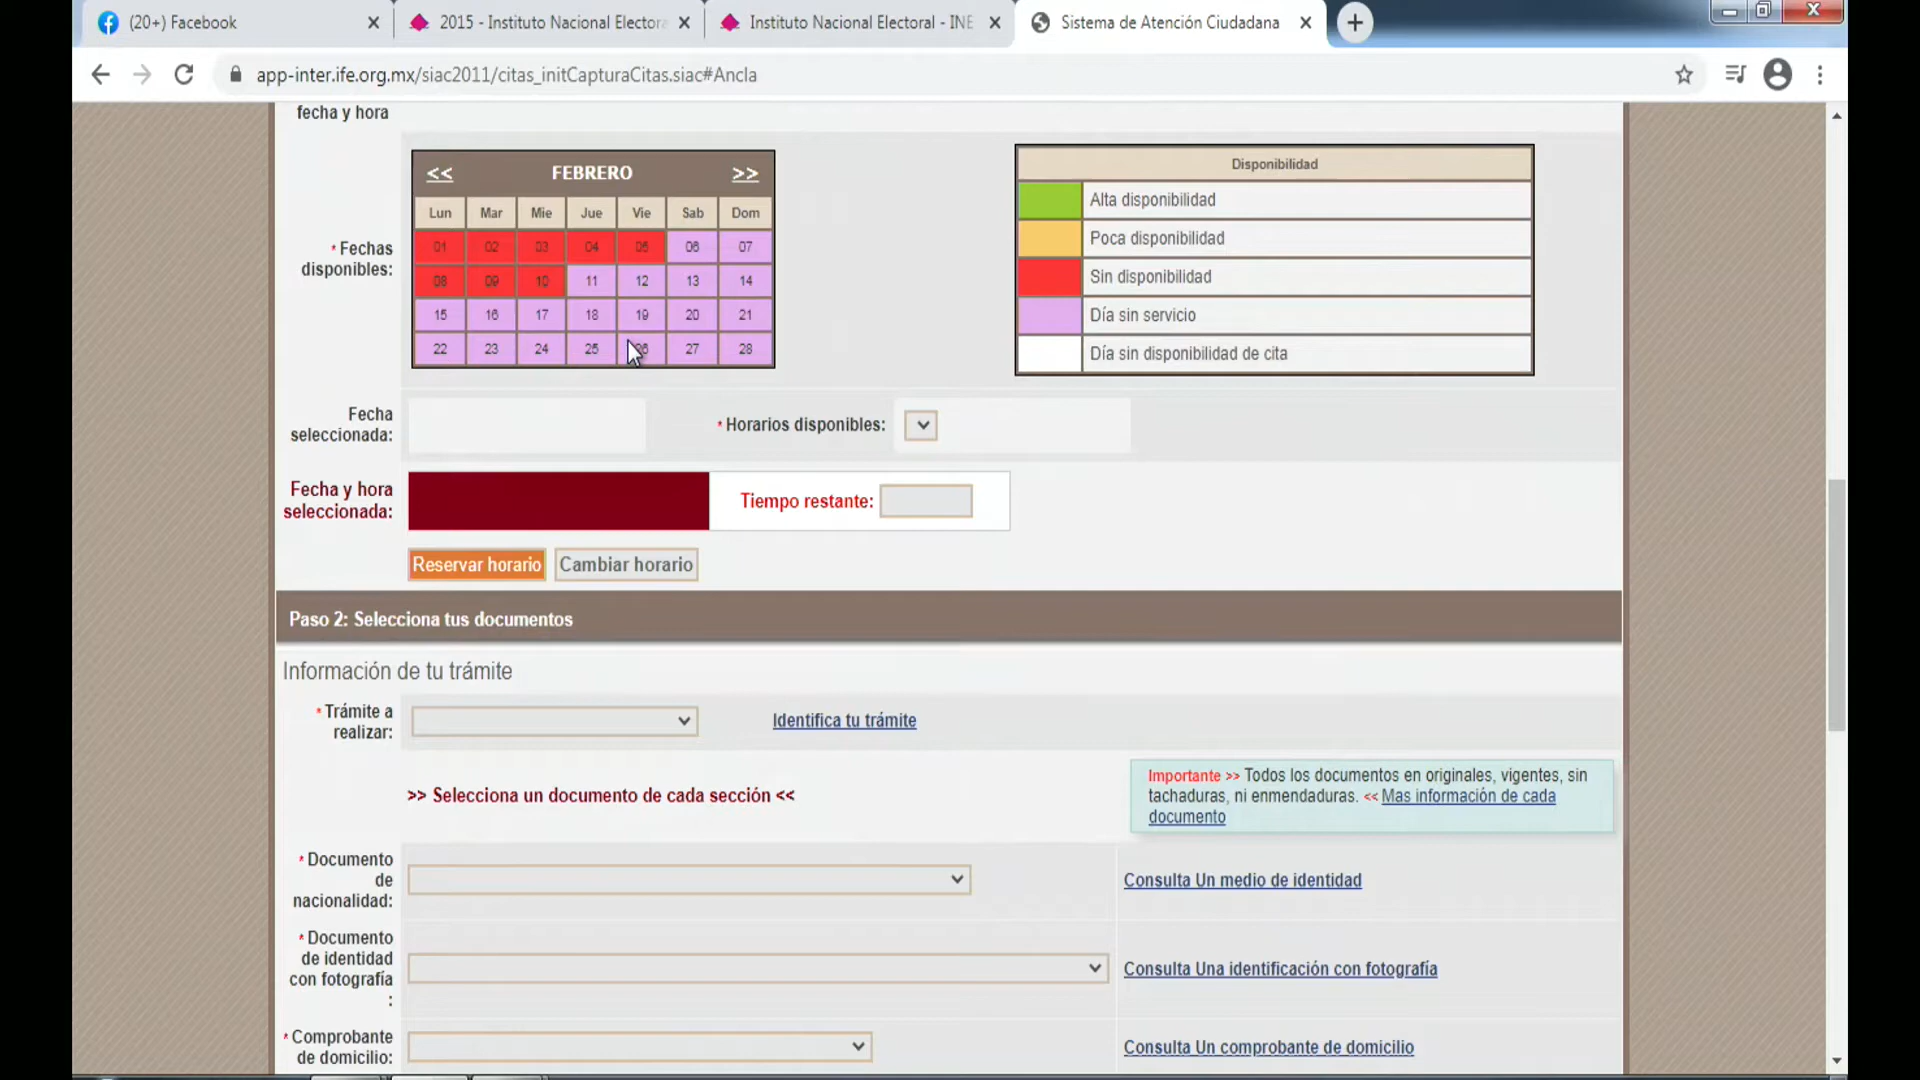 (20+) Facebook
2015 - Instituto Nacional Electora
Instituto Nacional Electoral - INE
Sistema de Atención Ciudadana
app-inter.ife.org.mx/siac2011/citas_initCapturaCitas.siac#Ancla
fecha y hora
<< FEBRERO >>
Lun Mar Mie Jue Vie Sab Dom
01 02 03 04 05 06 07
08 09 10 11 12 13 14
15 16 17 18 19 20 21
22 23 24 25 26 27 28
* Fechas
disponibles:
Disponibilidad
Alta disponibilidad
Poca disponibilidad
Sin disponibilidad
Día sin servicio
Día sin disponibilidad de cita
Fecha
seleccionada:
* Horarios disponibles:
Fecha y hora
seleccionada:
Tiempo restante:
Reservar horario
Cambiar horario
Paso 2: Selecciona tus documentos
Información de tu trámite
* Trámite a
realizar:
Identifica tu trámite
>> Selecciona un documento de cada sección <<
Importante >> Todos los documentos en originales, vigentes, sin
tachaduras, ni enmendaduras. << Mas información de cada
documento
* Documento
de
nacionalidad:
Consulta Un medio de identidad
* Documento
de identidad
con fotografía
:
Consulta Una identificación con fotografía
* Comprobante
de domicilio:
Consulta Un comprobante de domicilio